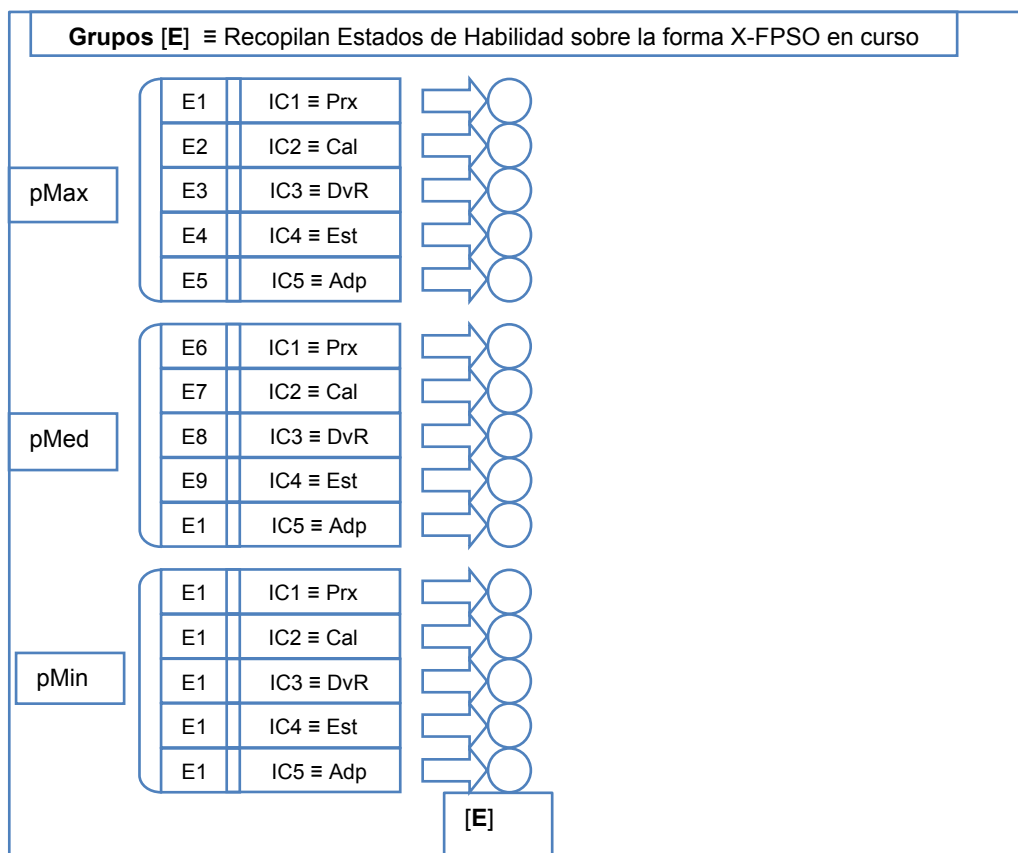 Grupos [E] ≡ Recopilan Estados de Habilidad sobre la forma X-FPSO en curso
pMax
E1 IC1 ≡ Prx
E2 IC2 ≡ Cal
E3 IC3 ≡ DvR
E4 IC4 ≡ Est
E5 IC5 ≡ Adp
pMed
E6 IC1 ≡ Prx
E7 IC2 ≡ Cal
E8 IC3 ≡ DvR
E9 IC4 ≡ Est
E1 IC5 ≡ Adp
pMin
E1 IC1 ≡ Prx
E1 IC2 ≡ Cal
E1 IC3 ≡ DvR
E1 IC4 ≡ Est
E1 IC5 ≡ Adp
[E]